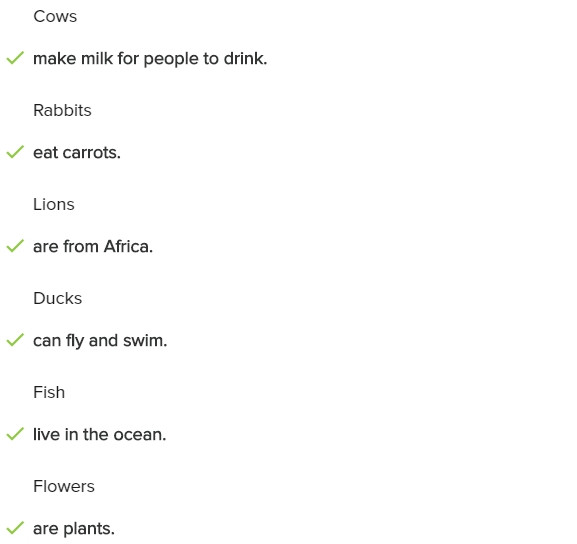 Cows
make milk for people to drink.
Rabbits
eat carrots.
Lions
are from Africa.
Ducks
can fly and swim.
Fish
live in the ocean.
Flowers
are plants.